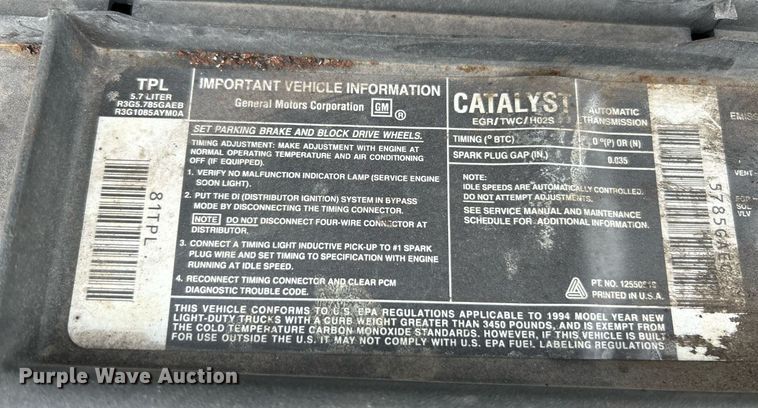 TPL
5.7 LITER
R3G5.785GAEB
R3G1085AYM0A
81TPL
IMPORTANT VEHICLE INFORMATION
General Motors Corporation GM ®
SET PARKING BRAKE AND BLOCK DRIVE WHEELS.
TIMING ADJUSTMENT: MAKE ADJUSTMENT WITH ENGINE AT
NORMAL OPERATING TEMPERATURE AND AIR CONDITIONING
OFF (IF EQUIPPED).
1. VERIFY NO MALFUNCTION INDICATOR LAMP (SERVICE ENGINE
SOON LIGHT).
2. PUT THE DI (DISTRIBUTOR IGNITION) SYSTEM IN BYPASS
MODE BY DISCONNECTING THE TIMING CONNECTOR.
NOTE DO NOT DISCONNECT FOUR-WIRE CONNECTOR AT
DISTRIBUTOR.
3. CONNECT A TIMING LIGHT INDUCTIVE PICK-UP TO #1 SPARK
PLUG WIRE AND SET TIMING TO SPECIFICATION WITH ENGINE
RUNNING AT IDLE SPEED.
4. RECONNECT TIMING CONNECTOR AND CLEAR PCM
DIAGNOSTIC TROUBLE CODE.
CATALYST
EGR/TWC/HO2S
AUTOMATIC
TRANSMISSION
TIMING (° BTC) 0 °(P) OR (N)
SPARK PLUG GAP (IN.) 0.035
NOTE:
IDLE SPEEDS ARE AUTOMATICALLY CONTROLLED.
DO NOT ATTEMPT ADJUSTMENTS.
SEE SERVICE MANUAL AND MAINTENANCE
SCHEDULE FOR ADDITIONAL INFORMATION.
PT. NO.
PRINTED IN U.S.A.
THIS VEHICLE CONFORMS TO U.S. EPA REGULATIONS APPLICABLE TO 1994 MODEL YEAR NEW
LIGHT-DUTY TRUCKS WITH A CURB WEIGHT GREATER THAN 3450 POUNDS, AND IS EXEMPT FROM
THE COLD TEMPERATURE CARBON MONOXIDE STANDARDS. HOWEVER, IF THIS VEHICLE IS BUILT
FOR USE OUTSIDE THE U.S. IT MAY NOT COMPLY WITH U.S. EPA FUEL LABELING REGULATIONS
VENT
SOL
VLV
Purple Wave Auction